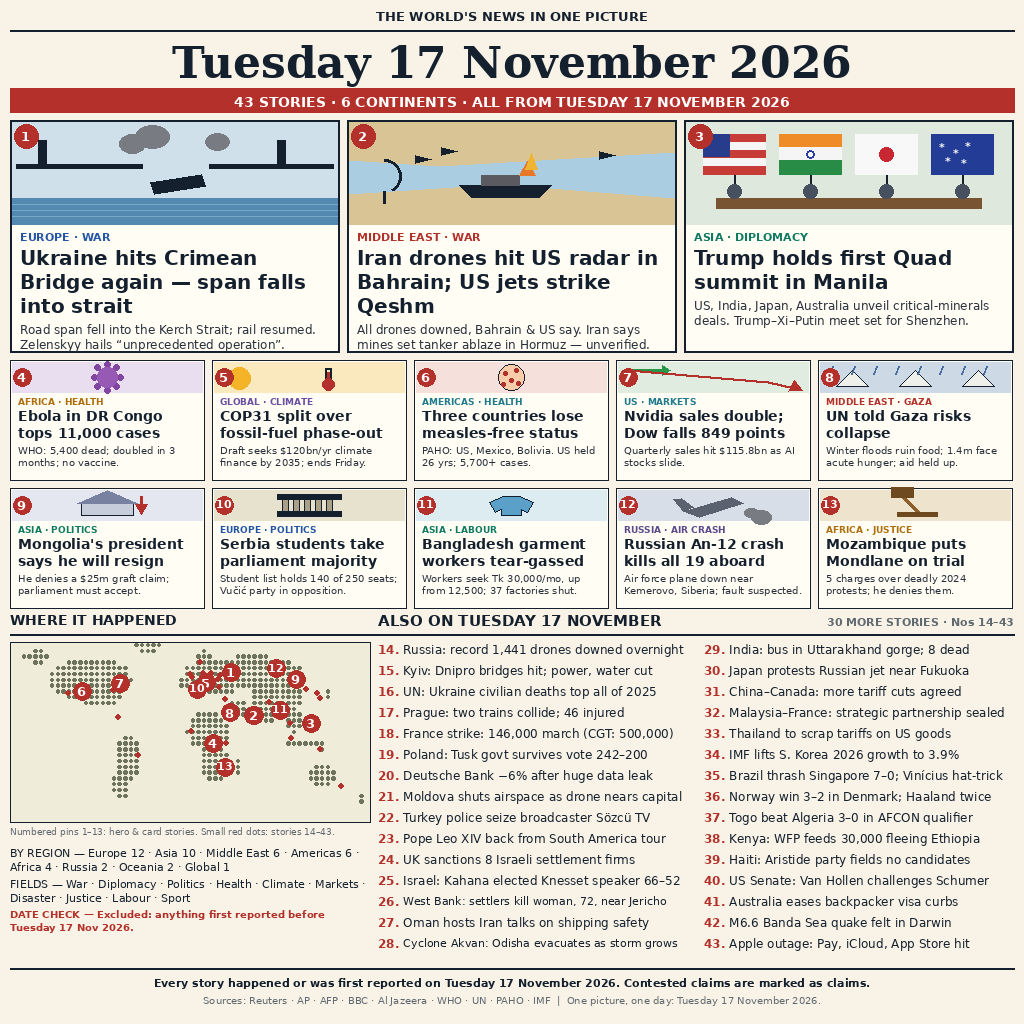 THE WORLD'S NEWS IN ONE PICTURE
Tuesday 17 November 2026
43 STORIES · 6 CONTINENTS · ALL FROM TUESDAY 17 NOVEMBER 2026
1
EUROPE · WAR
Ukraine hits Crimean
Bridge again — span falls
into strait
Road span fell into the Kerch Strait; rail resumed.
Zelenskyy hails “unprecedented operation”.
2
MIDDLE EAST · WAR
Iran drones hit US radar in
Bahrain; US jets strike
Qeshm
All drones downed, Bahrain & US say. Iran says
mines set tanker ablaze in Hormuz — unverified.
3
ASIA · DIPLOMACY
Trump holds first Quad
summit in Manila
US, India, Japan, Australia unveil critical-minerals
deals. Trump–Xi–Putin meet set for Shenzhen.
4
AFRICA · HEALTH
Ebola in DR Congo
tops 11,000 cases
WHO: 5,400 dead; doubled in 3
months; no vaccine.
5
GLOBAL · CLIMATE
COP31 split over
fossil-fuel phase-out
Draft seeks $120bn/yr climate
finance by 2035; ends Friday.
6
AMERICAS · HEALTH
Three countries lose
measles-free status
PAHO: US, Mexico, Bolivia. US held
26 yrs; 5,700+ cases.
7
US · MARKETS
Nvidia sales double;
Dow falls 849 points
Quarterly sales hit $115.8bn as AI
stocks slide.
8
MIDDLE EAST · GAZA
UN told Gaza risks
collapse
Winter floods ruin food; 1.4m face
acute hunger; aid held up.
9
ASIA · POLITICS
Mongolia's president
says he will resign
He denies a $25m graft claim;
parliament must accept.
10
EUROPE · POLITICS
Serbia students take
parliament majority
Student list holds 140 of 250 seats;
Vučić party in opposition.
11
ASIA · LABOUR
Bangladesh garment
workers tear-gassed
Workers seek Tk 30,000/mo, up
from 12,500; 37 factories shut.
12
RUSSIA · AIR CRASH
Russian An-12 crash
kills all 19 aboard
Air force plane down near
Kemerovo, Siberia; fault suspected.
13
AFRICA · JUSTICE
Mozambique puts
Mondlane on trial
5 charges over deadly 2024
protests; he denies them.
WHERE IT HAPPENED
1
2
3
4
5
6
7
8
9
10
11
12
13
Numbered pins 1–13: hero & card stories. Small red dots: stories 14–43.
BY REGION — Europe 12 · Asia 10 · Middle East 6 · Americas 6 ·
Africa 4 · Russia 2 · Oceania 2 · Global 1
FIELDS — War · Diplomacy · Politics · Health · Climate · Markets ·
Disaster · Justice · Labour · Sport
DATE CHECK — Excluded: anything first reported before
Tuesday 17 Nov 2026.
ALSO ON TUESDAY 17 NOVEMBER
30 MORE STORIES · Nos 14–43
14. Russia: record 1,441 drones downed overnight
15. Kyiv: Dnipro bridges hit; power, water cut
16. UN: Ukraine civilian deaths top all of 2025
17. Prague: two trains collide; 46 injured
18. France strike: 146,000 march (CGT: 500,000)
19. Poland: Tusk govt survives vote 242–200
20. Deutsche Bank −6% after huge data leak
21. Moldova shuts airspace as drone nears capital
22. Turkey police seize broadcaster Sözcü TV
23. Pope Leo XIV back from South America tour
24. UK sanctions 8 Israeli settlement firms
25. Israel: Kahana elected Knesset speaker 66–52
26. West Bank: settlers kill woman, 72, near Jericho
27. Oman hosts Iran talks on shipping safety
28. Cyclone Akvan: Odisha evacuates as storm grows
29. India: bus in Uttarakhand gorge; 8 dead
30. Japan protests Russian jet near Fukuoka
31. China–Canada: more tariff cuts agreed
32. Malaysia–France: strategic partnership sealed
33. Thailand to scrap tariffs on US goods
34. IMF lifts S. Korea 2026 growth to 3.9%
35. Brazil thrash Singapore 7–0; Vinícius hat-trick
36. Norway win 3–2 in Denmark; Haaland twice
37. Togo beat Algeria 3–0 in AFCON qualifier
38. Kenya: WFP feeds 30,000 fleeing Ethiopia
39. Haiti: Aristide party fields no candidates
40. US Senate: Van Hollen challenges Schumer
41. Australia eases backpacker visa curbs
42. M6.6 Banda Sea quake felt in Darwin
43. Apple outage: Pay, iCloud, App Store hit
Every story happened or was first reported on Tuesday 17 November 2026. Contested claims are marked as claims.
Sources: Reuters · AP · AFP · BBC · Al Jazeera · WHO · UN · PAHO · IMF | One picture, one day: Tuesday 17 November 2026.